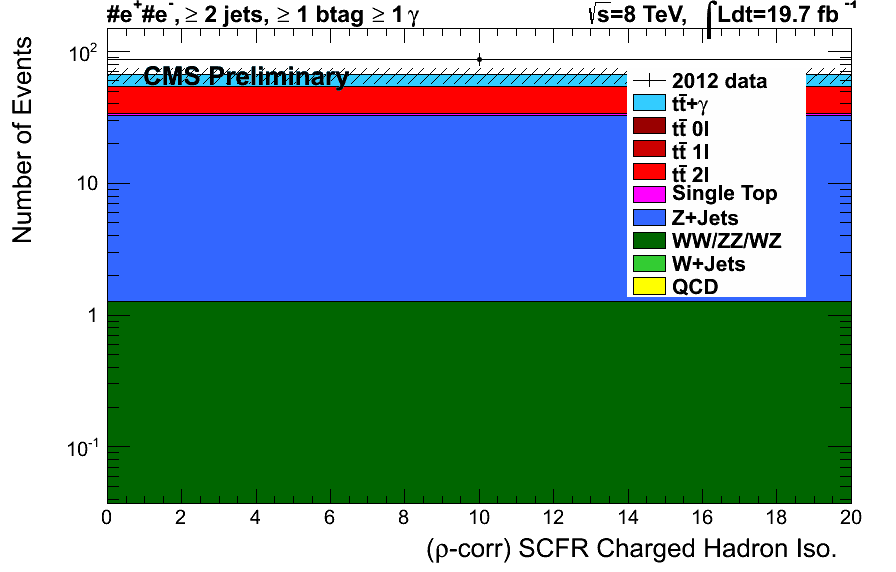 #e⁺#e⁻, ≥ 2 jets, ≥ 1 btag ≥ 1 γ
√s=8 TeV, ∫Ldt=19.7 fb⁻¹
Number of Events
10²
10
1
10⁻¹
CMS Preliminary
2012 data
tt̄+γ
tt̄ 0l
tt̄ 1l
tt̄ 2l
Single Top
Z+Jets
WW/ZZ/WZ
W+Jets
QCD
0 2 4 6 8 10 12 14 16 18 20
(ρ-corr) SCFR Charged Hadron Iso.